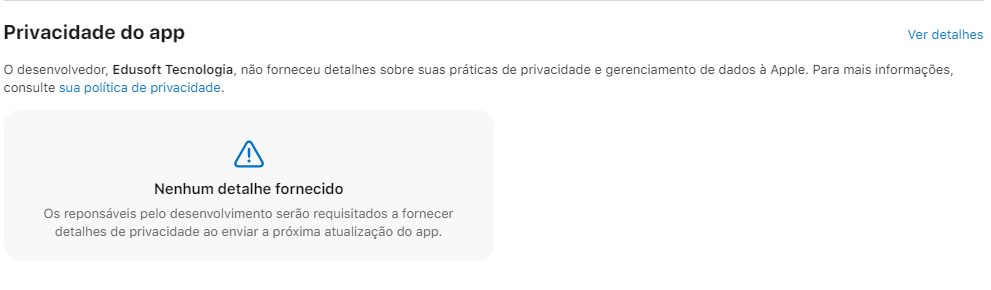 Privacidade do app
Ver detalhes
O desenvolvedor, Edusoft Tecnologia, não forneceu detalhes sobre suas práticas de privacidade e gerenciamento de dados à Apple. Para mais informações,
consulte sua política de privacidade.
Nenhum detalhe fornecido
Os reponsáveis pelo desenvolvimento serão requisitados a fornecer
detalhes de privacidade ao enviar a próxima atualização do app.